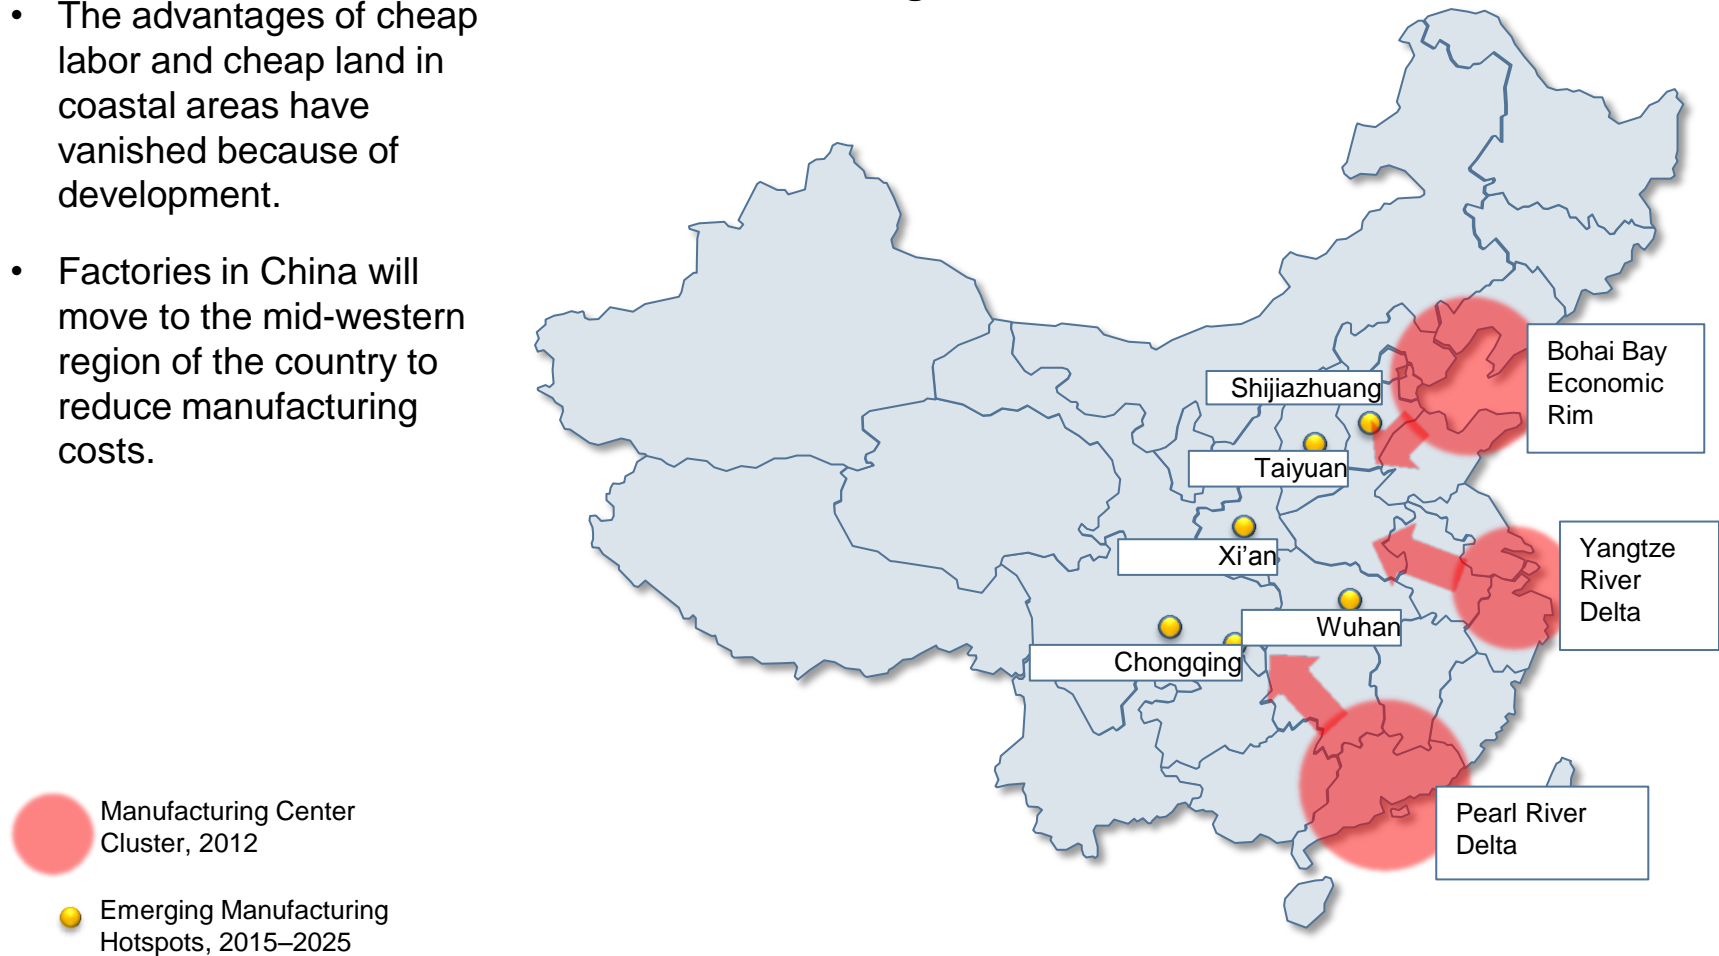 • The advantages of cheap
labor and cheap land in
coastal areas have
vanished because of
development.
• Factories in China will
move to the mid-western
region of the country to
reduce manufacturing
costs.
Bohai Bay
Economic
Rim
Shijiazhuang
Taiyuan
Xi’an
Yangtze
River
Delta
Wuhan
Chongqing
Pearl River
Delta
Manufacturing Center
Cluster, 2012
Emerging Manufacturing
Hotspots, 2015–2025